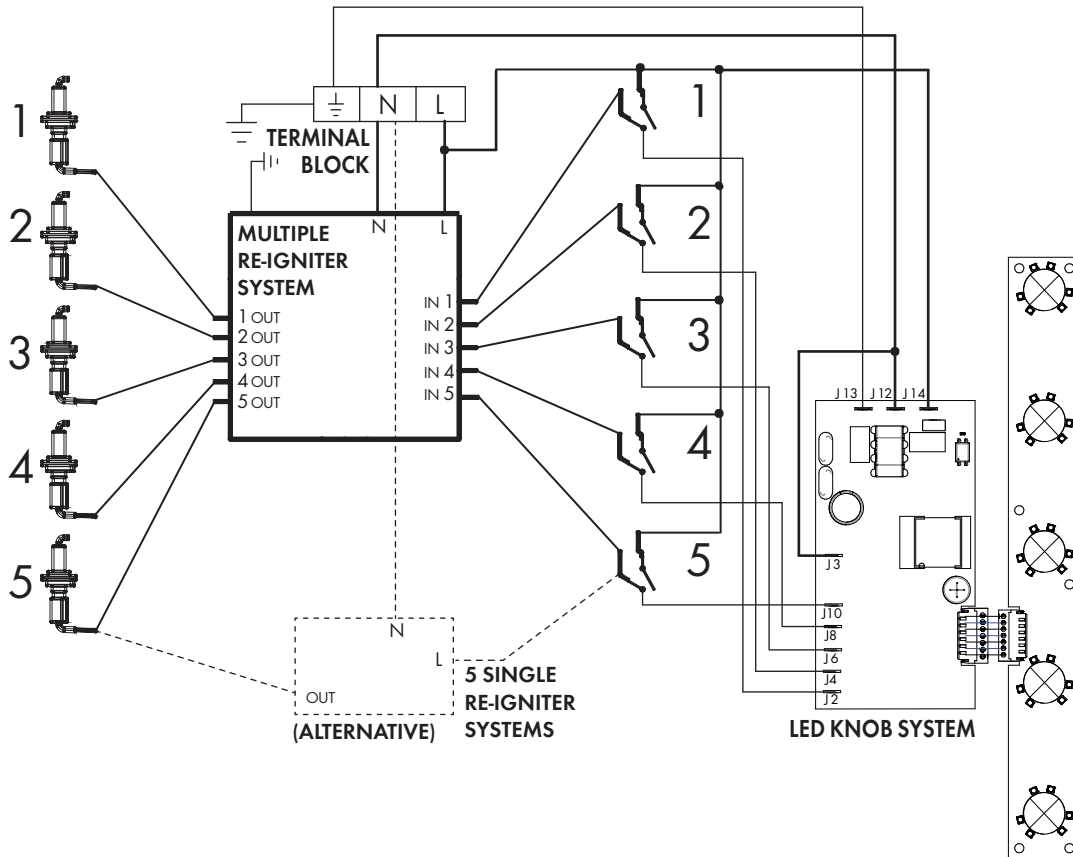 N
L
TERMINAL
BLOCK
1
2
3
4
5
MULTIPLE
RE-IGNITER
SYSTEM
N
L
1 OUT
2 OUT
3 OUT
4 OUT
5 OUT
IN 1
IN 2
IN 3
IN 4
IN 5
1
2
3
4
5
N
L
OUT
(ALTERNATIVE)
5 SINGLE
RE-IGNITER
SYSTEMS
J13
J12
J14
J3
J10
J8
J6
J4
J2
LED KNOB SYSTEM